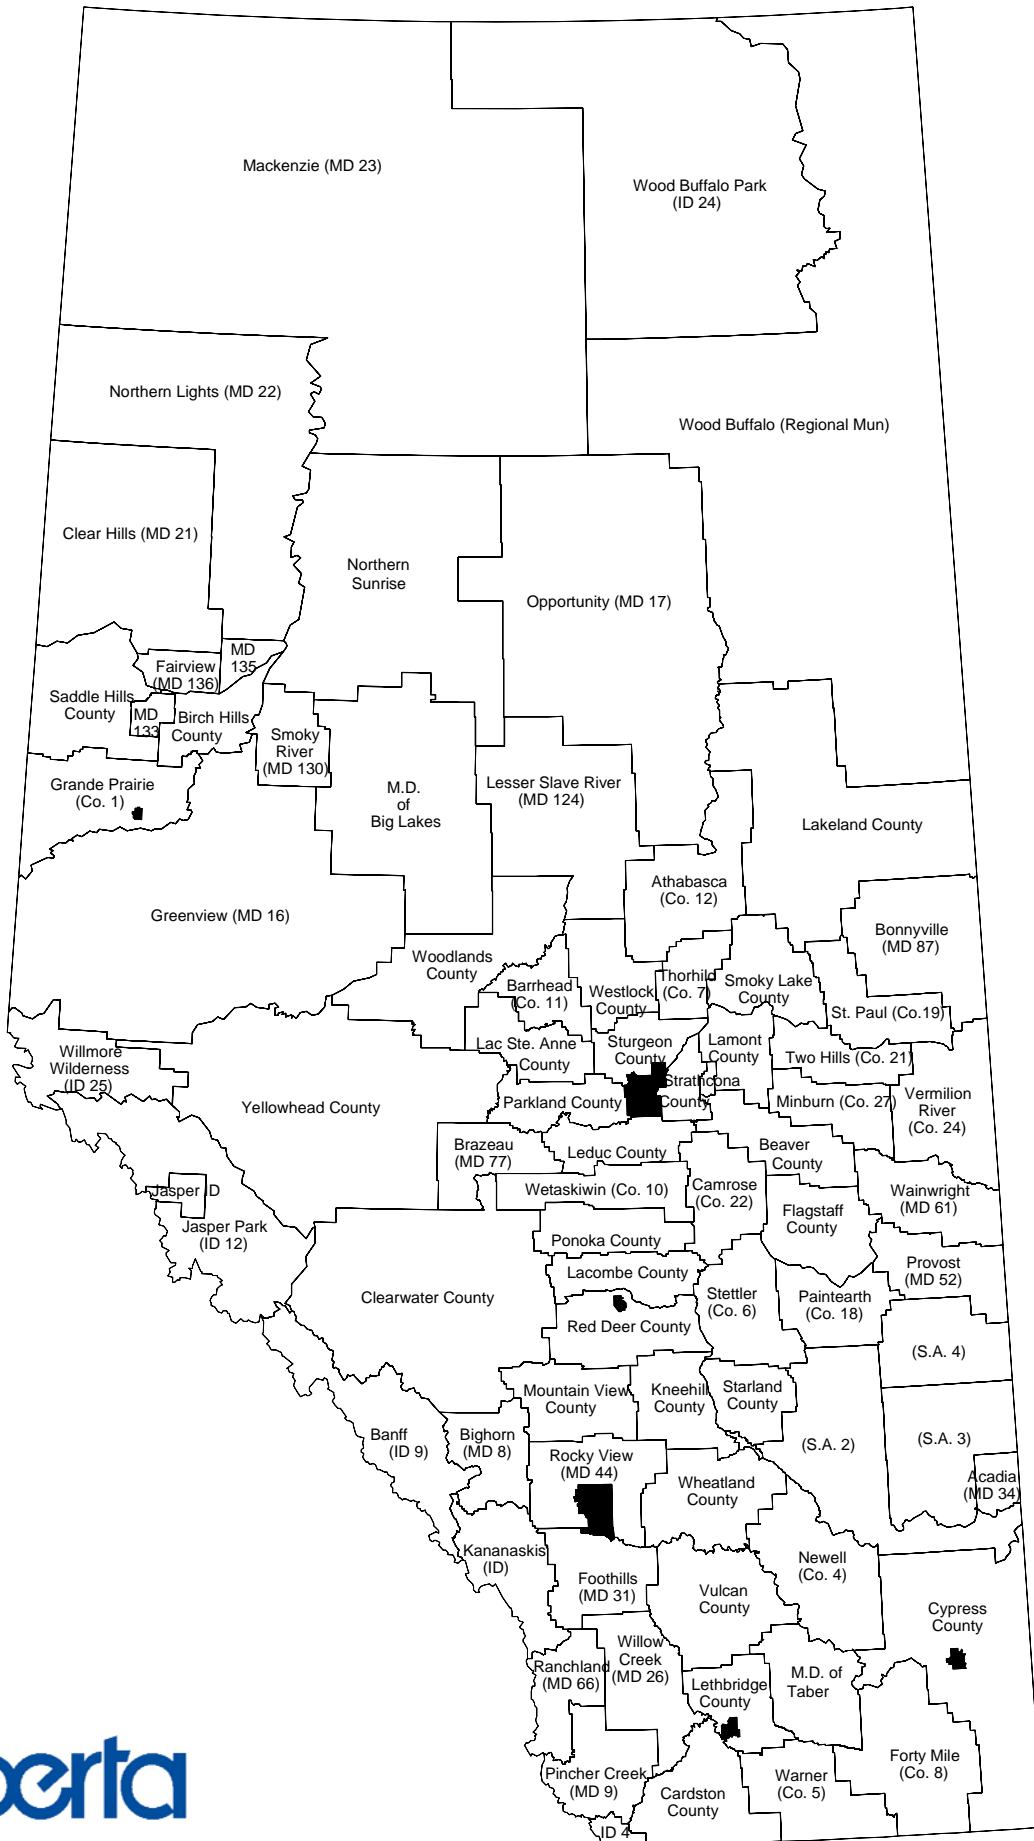 Mackenzie (MD 23)
Wood Buffalo Park
(ID 24)
Northern Lights (MD 22)
Wood Buffalo (Regional Mun)
Clear Hills (MD 21)
Northern
Sunrise
Opportunity (MD 17)
MD
135
Fairview
(MD 136)
Saddle Hills
County
MD
133
Birch Hills
County
Smoky
River
(MD 130)
Grande Prairie
(Co. 1)
M.D.
of
Big Lakes
Lesser Slave River
(MD 124)
Lakeland County
Athabasca
(Co. 12)
Greenview (MD 16)
Bonnyville
(MD 87)
Woodlands
County
Barrhead
(Co. 11)
Westlock
County
Thorhild
(Co. 7)
Smoky Lake
County
St. Paul (Co.19)
Willmore
Wilderness
(ID 25)
Lac Ste. Anne
County
Sturgeon
County
Lamont
County
Two Hills (Co. 21)
Strathcona
County
Yellowhead County
Parkland County
Minburn (Co. 27)
Vermilion
River
(Co. 24)
Brazeau
(MD 77)
Leduc County
Beaver
County
Jasper ID
Wetaskiwin (Co. 10)
Camrose
(Co. 22)
Wainwright
(MD 61)
Jasper Park
(ID 12)
Flagstaff
County
Ponoka County
Provost
(MD 52)
Lacombe County
Clearwater County
Stettler
(Co. 6)
Paintearth
(Co. 18)
Red Deer County
(S.A. 4)
Mountain View
County
Kneehill
County
Starland
County
Banff
(ID 9)
Bighorn
(MD 8)
Rocky View
(MD 44)
(S.A. 2)
(S.A. 3)
Wheatland
County
Acadia
(MD 34)
Kananaskis
(ID)
Foothills
(MD 31)
Vulcan
County
Newell
(Co. 4)
Cypress
County
Willow
Creek
(MD 26)
Ranchland
(MD 66)
Lethbridge
County
M.D. of
Taber
Pincher Creek
(MD 9)
Cardston
County
Warner
(Co. 5)
Forty Mile
(Co. 8)
ID 4
berta